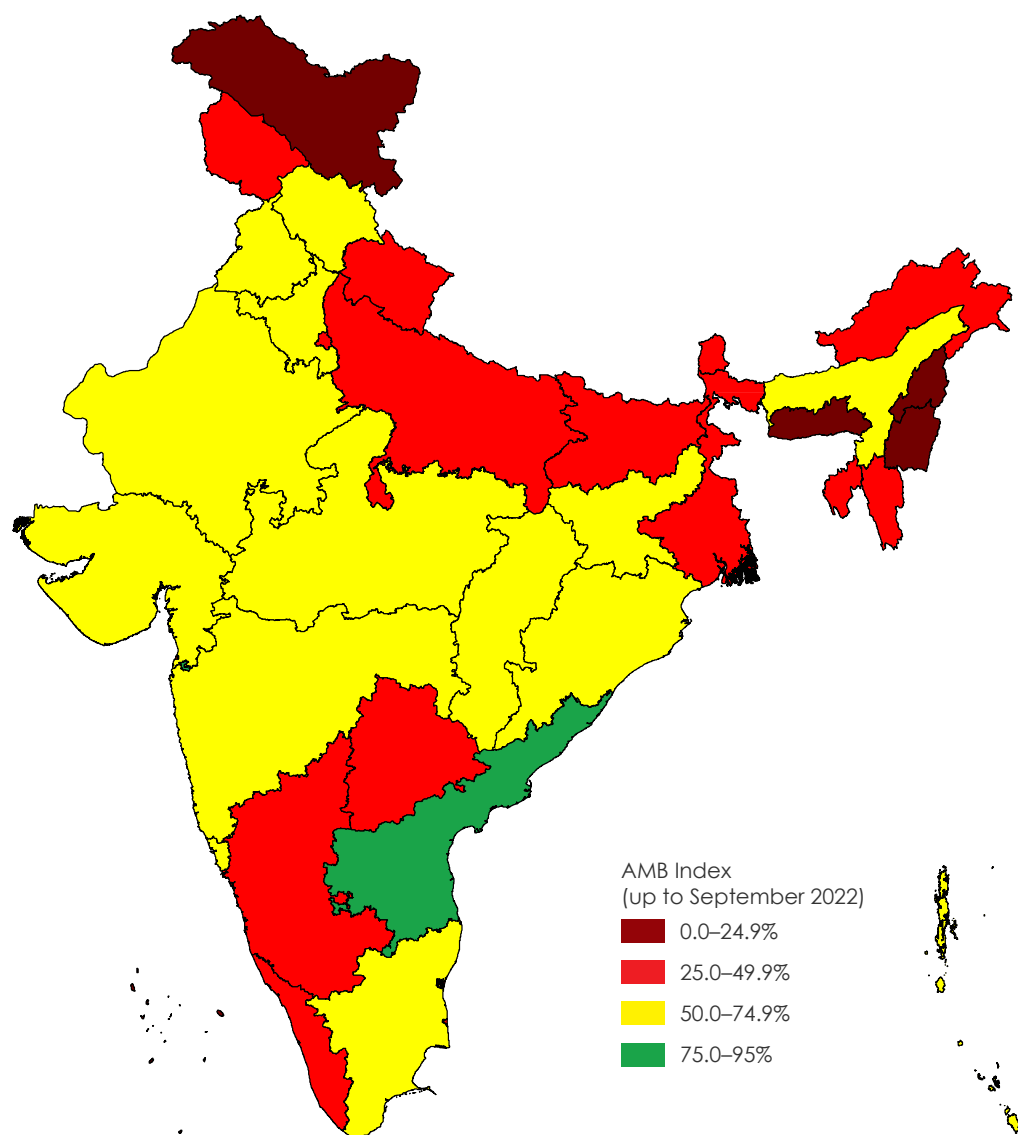 AMB Index
(up to September 2022)
0.0–24.9%
25.0–49.9%
50.0–74.9%
75.0–95%